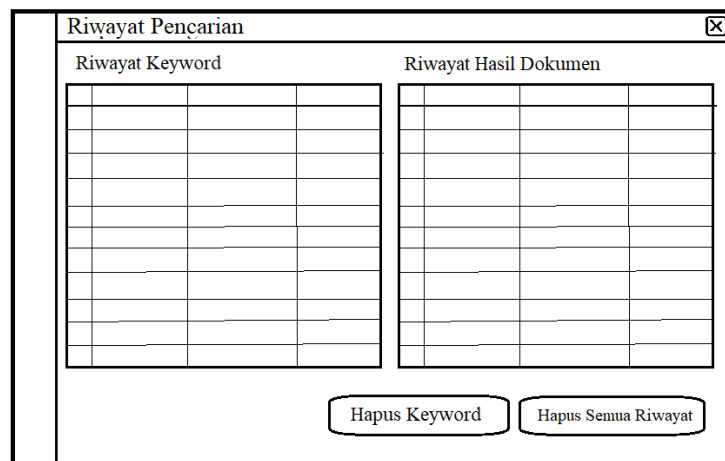 Riwayat Pencarian
Riwayat Keyword
Riwayat Hasil Dokumen
Hapus Keyword
Hapus Semua Riwayat